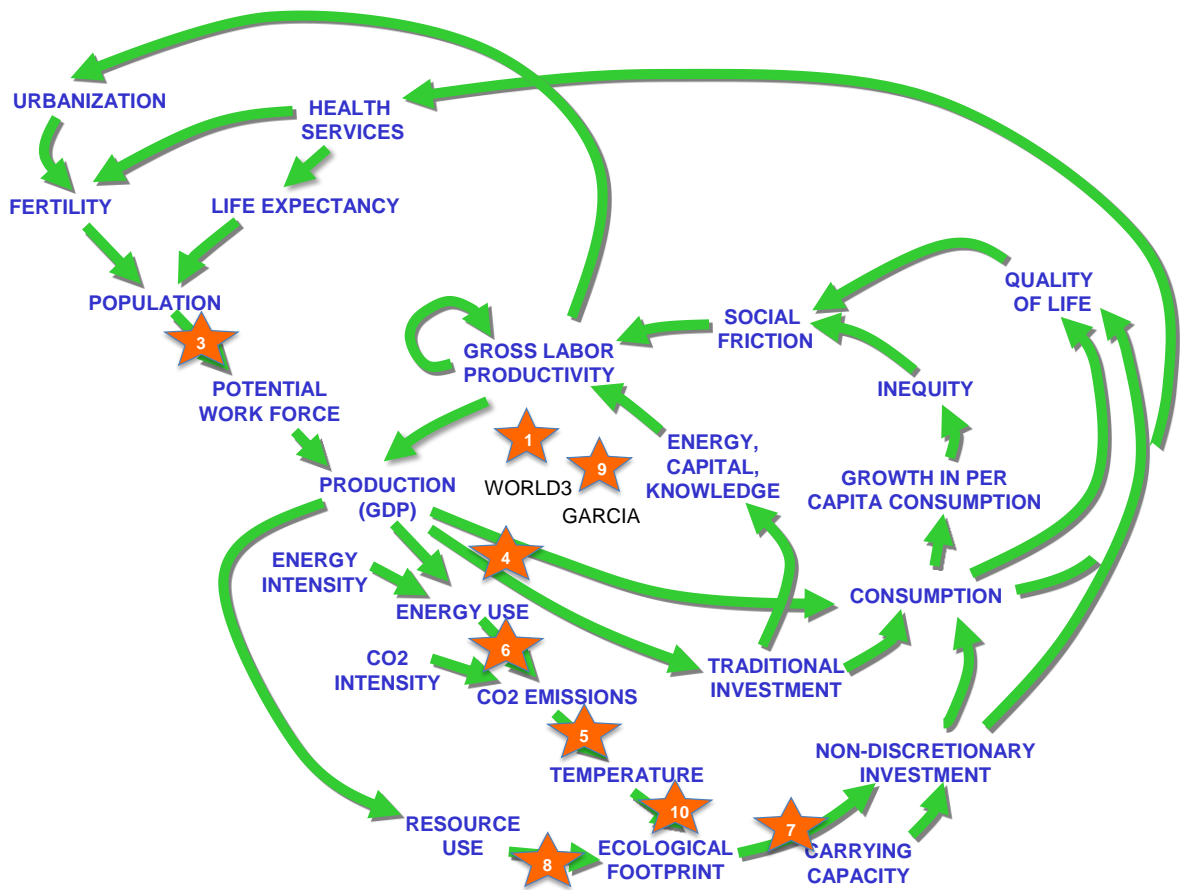 URBANIZATION
HEALTH
SERVICES
FERTILITY
LIFE EXPECTANCY
POPULATION
3
POTENTIAL
WORK FORCE
GROSS LABOR
PRODUCTIVITY
SOCIAL
FRICTION
QUALITY
OF LIFE
INEQUITY
1
WORLD3
9
GARCIA
ENERGY,
CAPITAL,
KNOWLEDGE
GROWTH IN PER
CAPITA CONSUMPTION
PRODUCTION
(GDP)
4
ENERGY
INTENSITY
ENERGY USE
CONSUMPTION
6
CO2
INTENSITY
CO2 EMISSIONS
TRADITIONAL
INVESTMENT
5
TEMPERATURE
NON-DISCRETIONARY
INVESTMENT
10
7
RESOURCE
USE
8
ECOLOGICAL
FOOTPRINT
CARRYING
CAPACITY